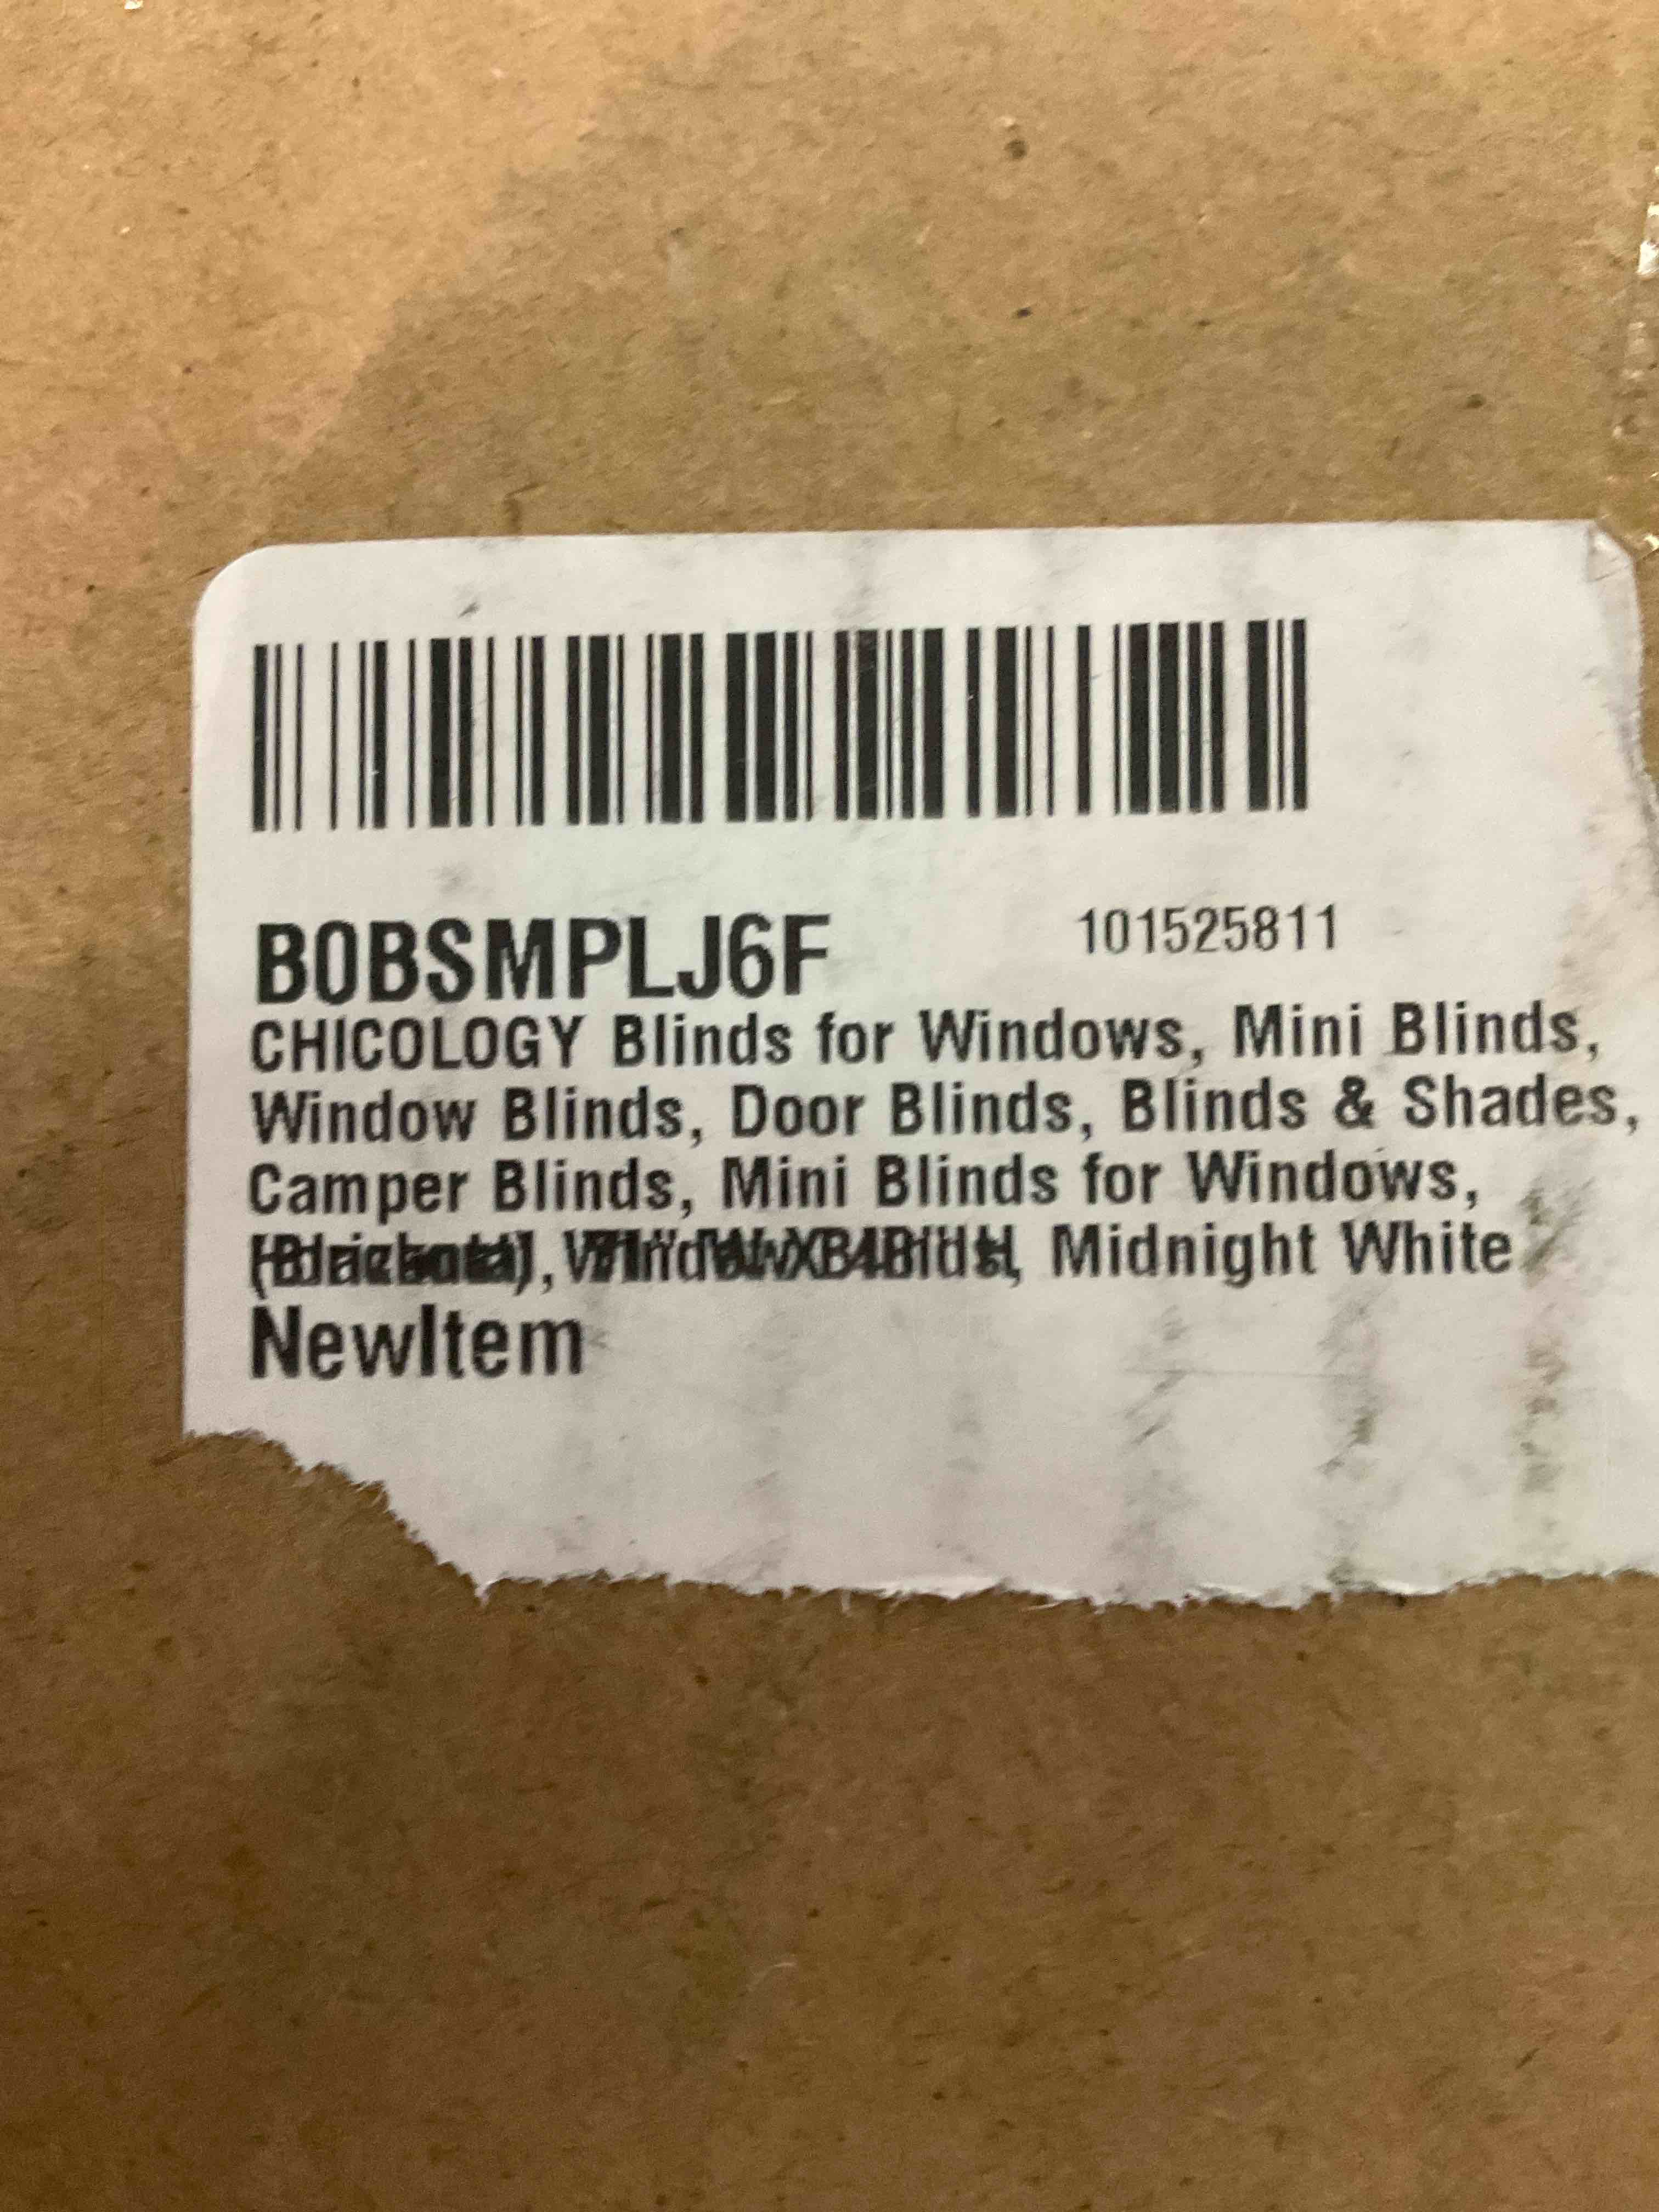 B0BSMPLJ6F 101525811
CHICOLOGY Blinds for Windows, Mini Blinds,
Window Blinds, Door Blinds, Blinds & Shades,
Camper Blinds, Mini Blinds for Windows,
Midnight White
NewItem